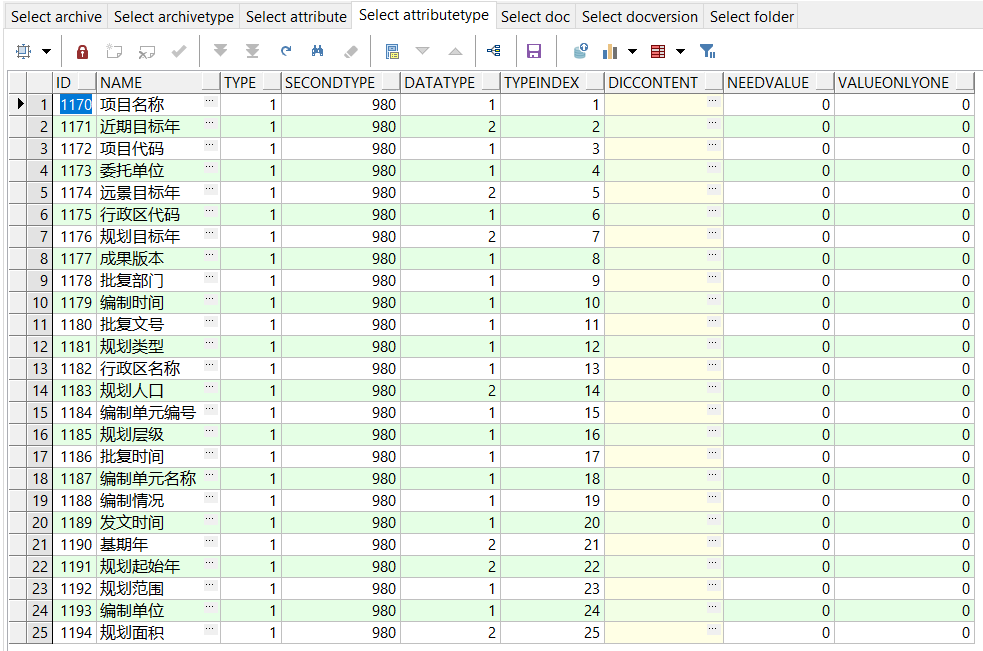 Select archive Select archivetype Select attribute Select attributetype Select doc Select docversion Select folder
ID NAME TYPE SECONDTYPE DATATYPE TYPEINDEX DICCONTENT NEEDVALUE VALUEONLYONE
1 1170 项目名称 ... 1 980 1 1 ... 0 0
2 1171 近期目标年 ... 1 980 2 2 ... 0 0
3 1172 项目代码 ... 1 980 1 3 ... 0 0
4 1173 委托单位 ... 1 980 1 4 ... 0 0
5 1174 远景目标年 ... 1 980 2 5 ... 0 0
6 1175 行政区代码 ... 1 980 1 6 ... 0 0
7 1176 规划目标年 ... 1 980 2 7 ... 0 0
8 1177 成果版本 ... 1 980 1 8 ... 0 0
9 1178 批复部门 ... 1 980 1 9 ... 0 0
10 1179 编制时间 ... 1 980 1 10 ... 0 0
11 1180 批复文号 ... 1 980 1 11 ... 0 0
12 1181 规划类型 ... 1 980 1 12 ... 0 0
13 1182 行政区名称 ... 1 980 1 13 ... 0 0
14 1183 规划人口 ... 1 980 2 14 ... 0 0
15 1184 编制单元编号 ... 1 980 1 15 ... 0 0
16 1185 规划层级 ... 1 980 1 16 ... 0 0
17 1186 批复时间 ... 1 980 1 17 ... 0 0
18 1187 编制单元名称 ... 1 980 1 18 ... 0 0
19 1188 编制情况 ... 1 980 1 19 ... 0 0
20 1189 发文时间 ... 1 980 1 20 ... 0 0
21 1190 基期年 ... 1 980 2 21 ... 0 0
22 1191 规划起始年 ... 1 980 2 22 ... 0 0
23 1192 规划范围 ... 1 980 1 23 ... 0 0
24 1193 编制单位 ... 1 980 1 24 ... 0 0
25 1194 规划面积 ... 1 980 2 25 ... 0 0